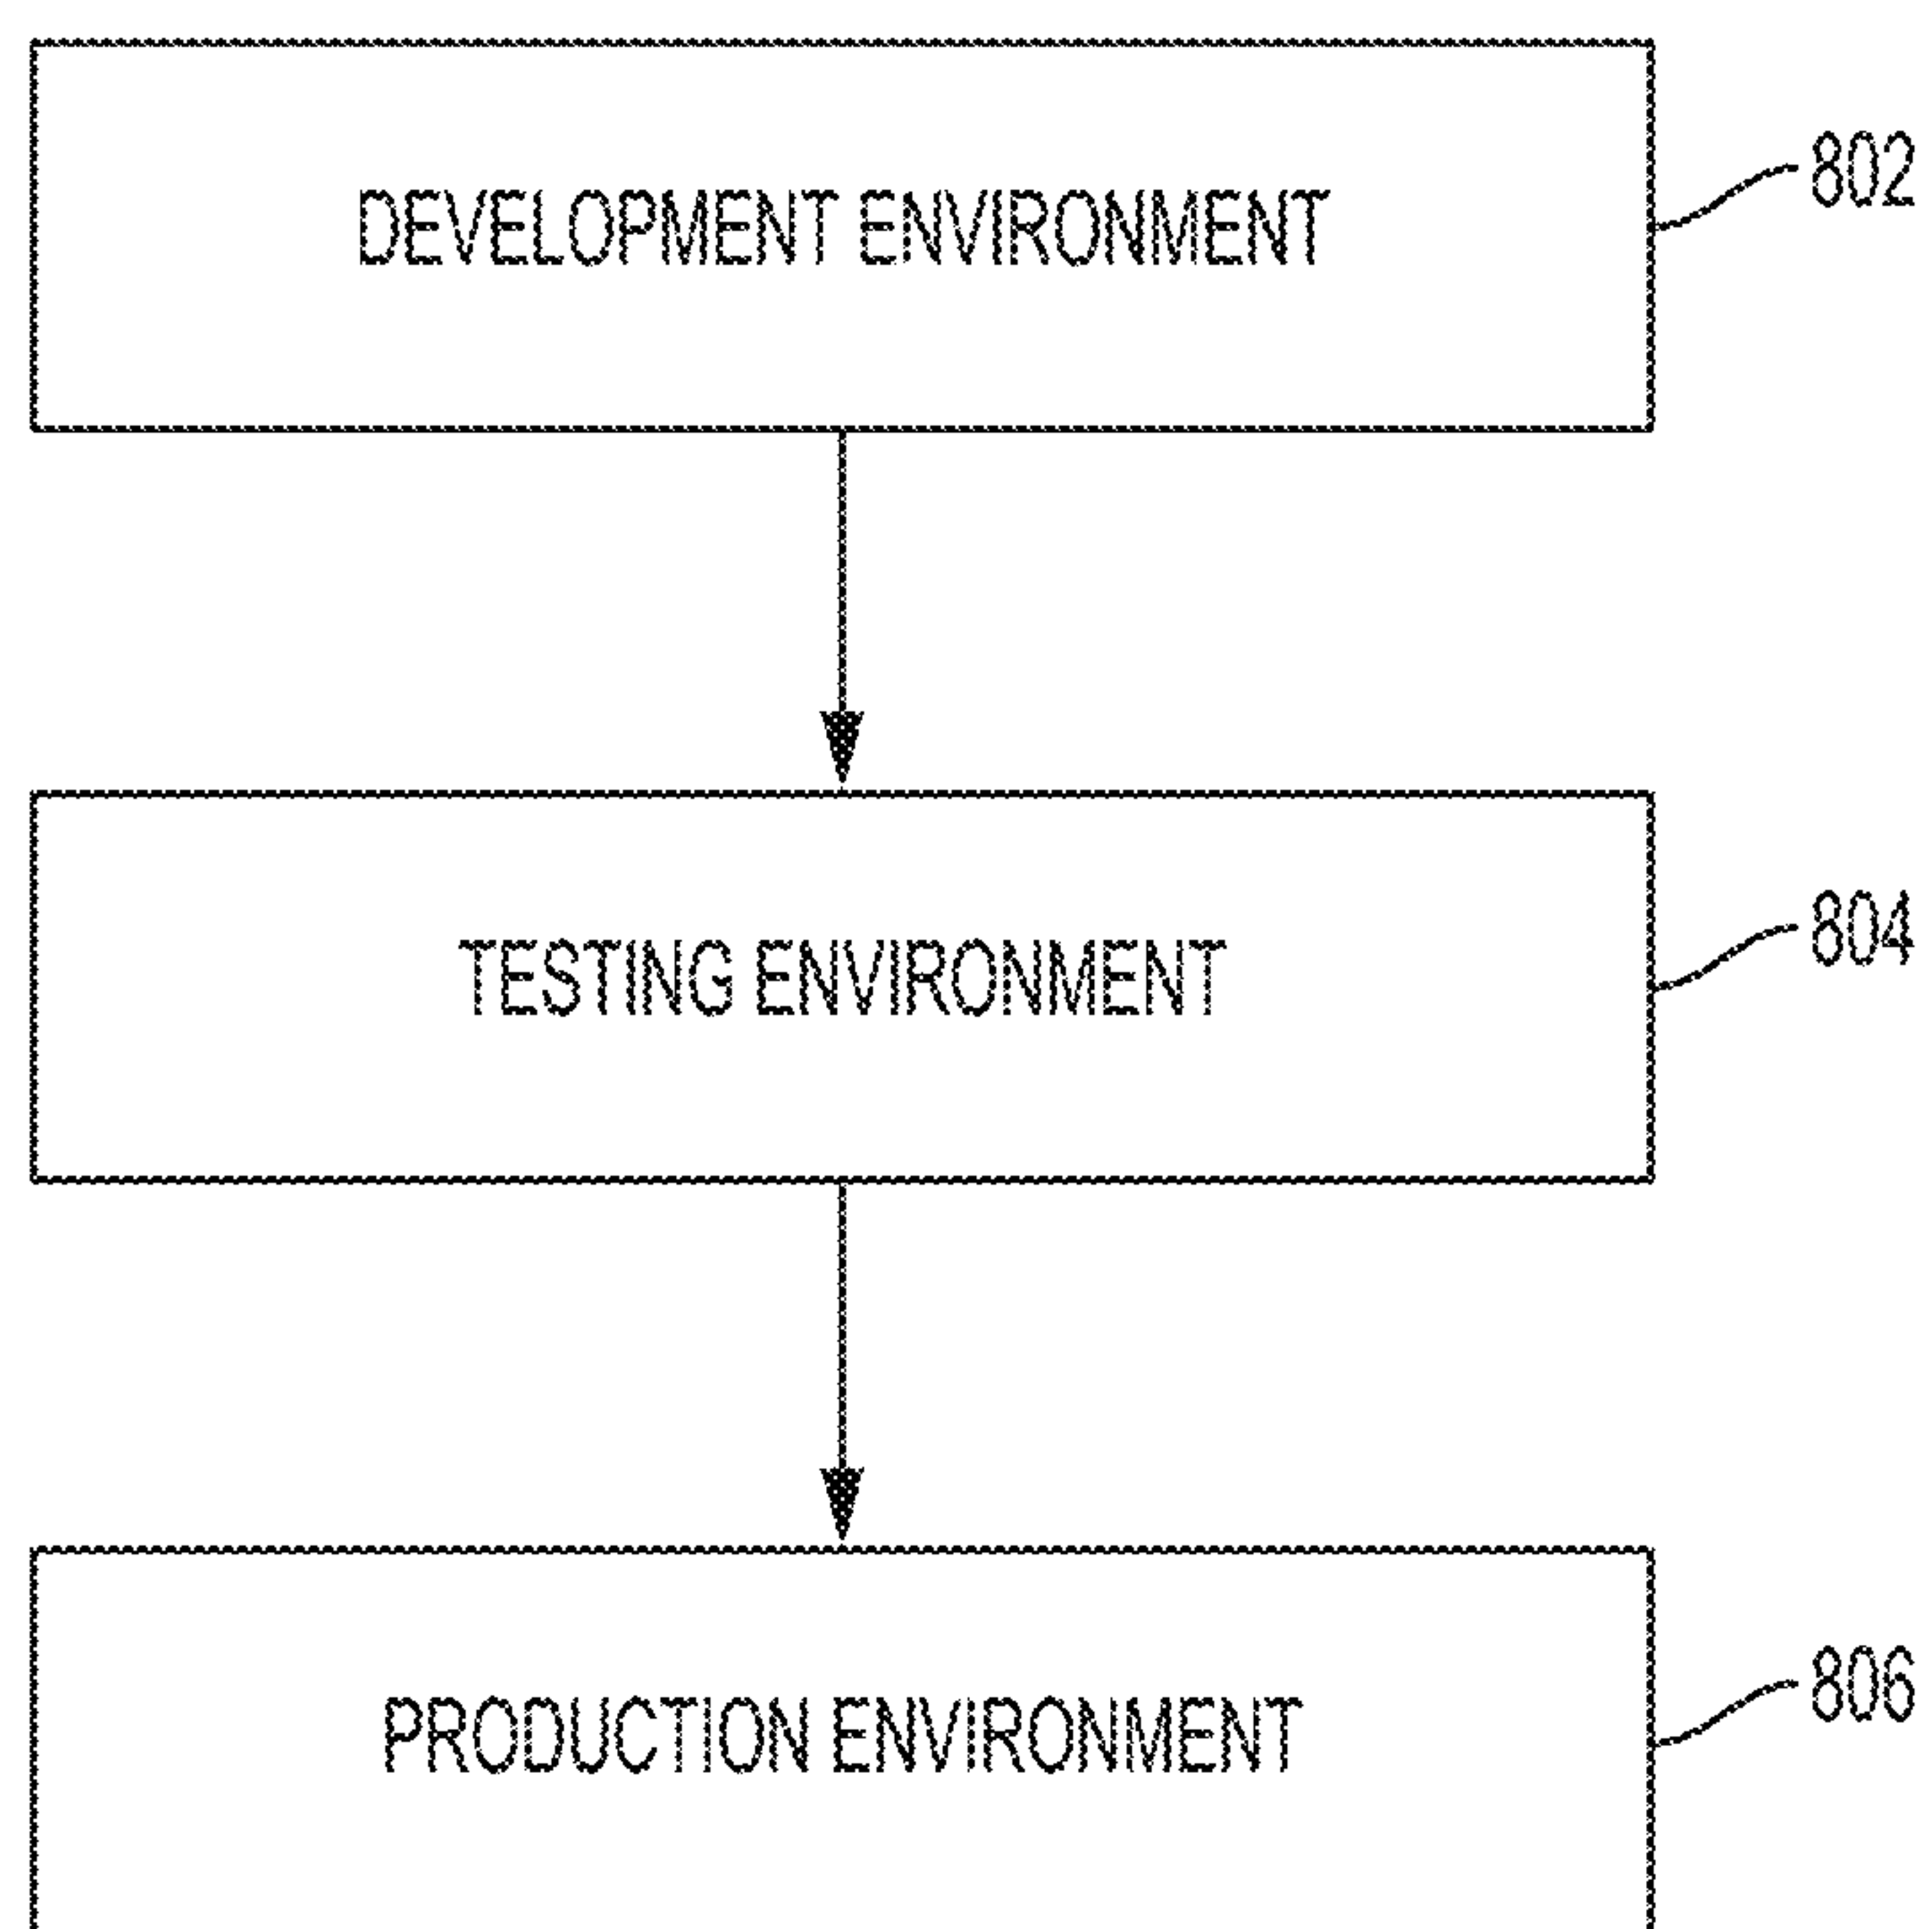 DEVELOPMENT ENVIRONMENT
802
TESTING ENVIRONMENT
804
PRODUCTION ENVIRONMENT
806